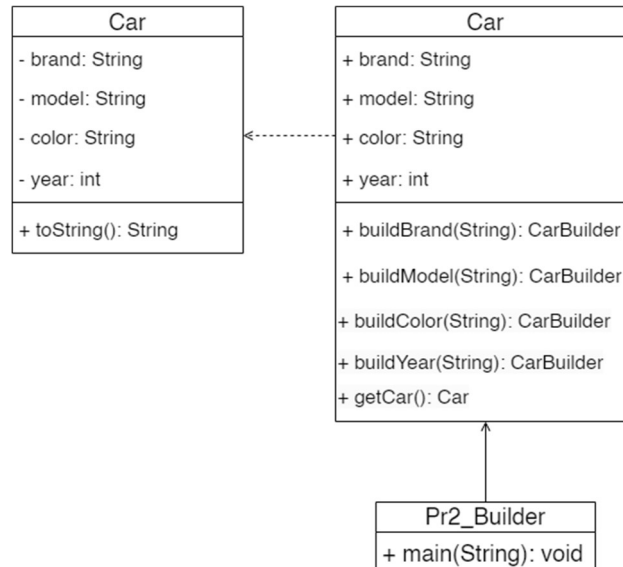 Car
- brand: String
- model: String
- color: String
- year: int
+ toString(): String
Car
+ brand: String
+ model: String
+ color: String
+ year: int
+ buildBrand(String): CarBuilder
+ buildModel(String): CarBuilder
+ buildColor(String): CarBuilder
+ buildYear(String): CarBuilder
+ getCar(): Car
Pr2_Builder
+ main(String): void